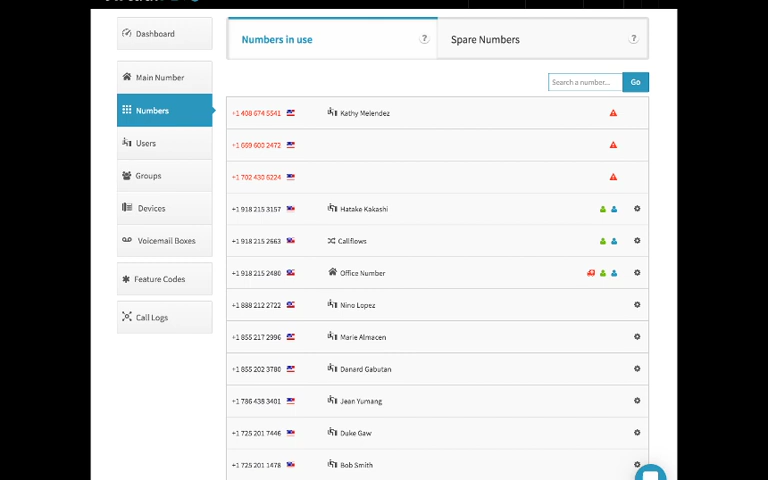 Dashboard
Main Number
Numbers
Users
Groups
Devices
Voicemail Boxes
Feature Codes
Call Logs
Numbers in use ?
Spare Numbers ?
Search a number... Go
+1 408 674 5541 Kathy Melendez
+1 669 600 2472
+1 702 430 6224
+1 918 215 3157 Hatake Kakashi
+1 918 215 2663 Callflows
+1 918 215 2480 Office Number
+1 888 212 2722 Nino Lopez
+1 855 217 2996 Marie Almacen
+1 855 202 3780 Danard Gabutan
+1 786 438 3401 Jean Yumang
+1 725 201 7446 Duke Gaw
+1 725 201 1478 Bob Smith